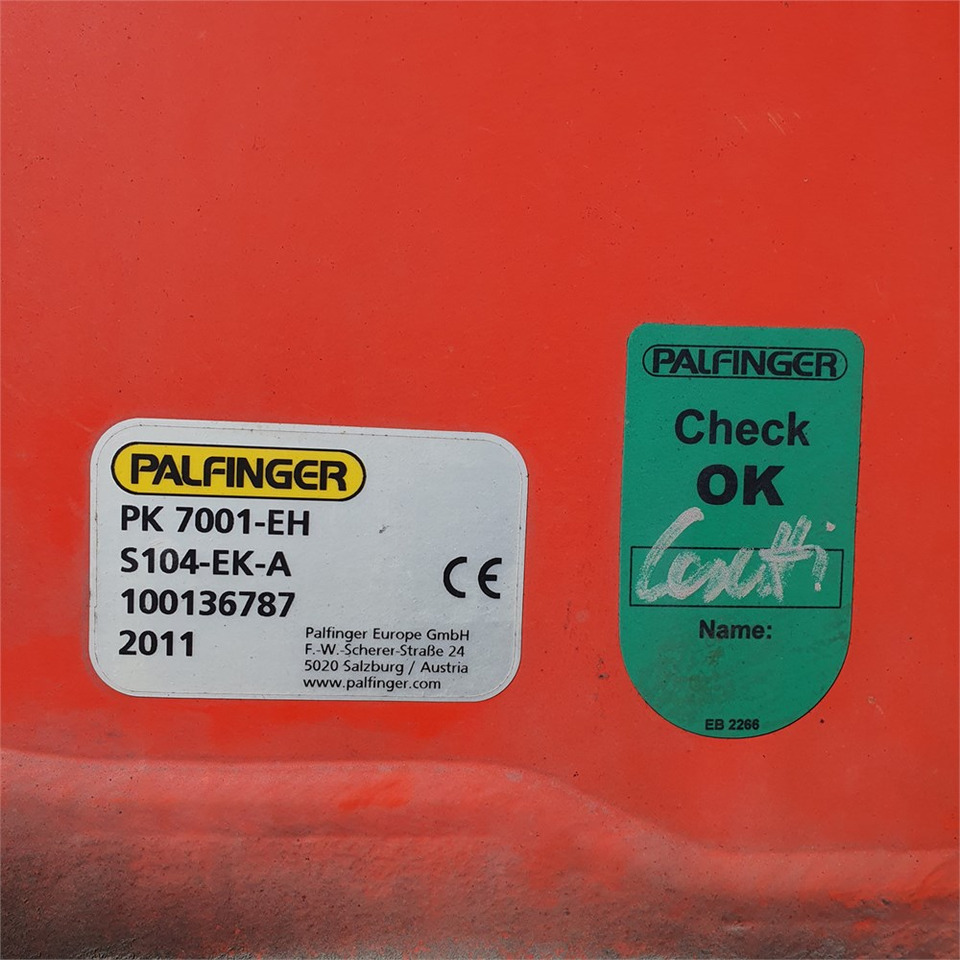 PALFINGER
PK 7001-EH
S104-EK-A
100136787
2011
Palfinger Europe GmbH
F.-W.-Scherer-Straße 24
5020 Salzburg / Austria
www.palfinger.com
CE
PALFINGER
Check
OK
Name:
EB 2266